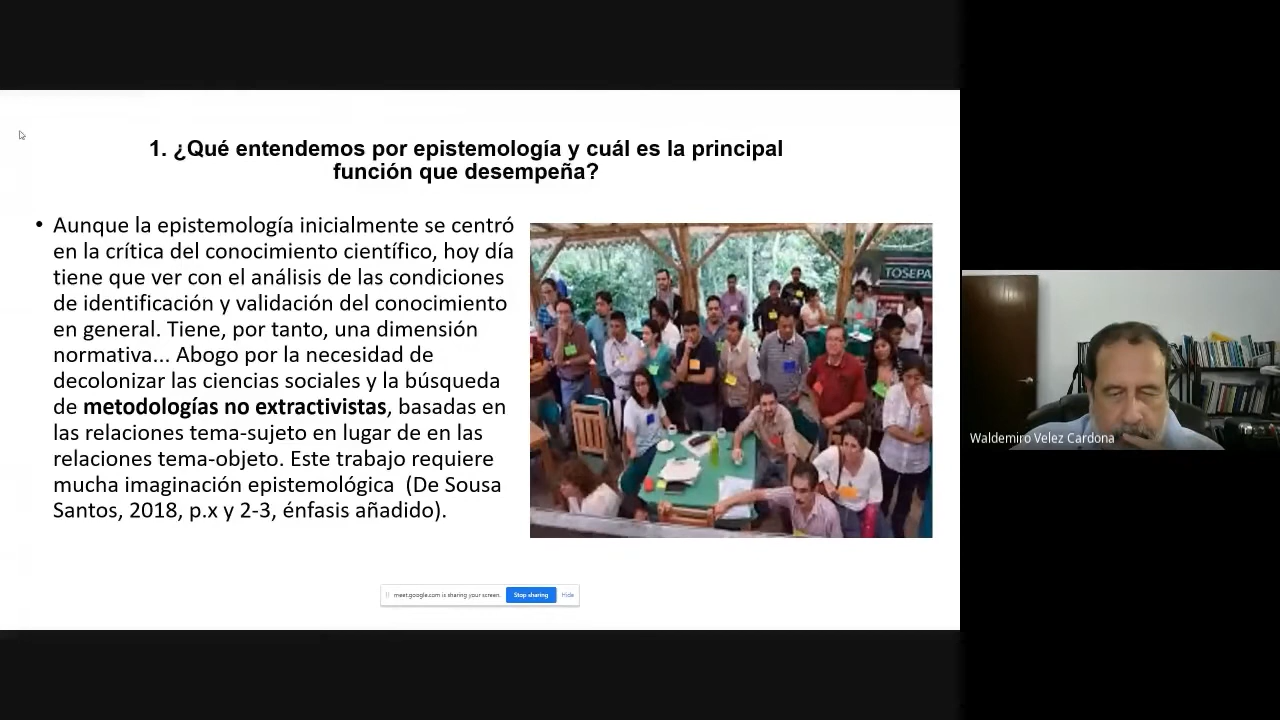 1. ¿Qué entendemos por epistemología y cuál es la principal
función que desempeña?
• Aunque la epistemología inicialmente se centró
en la crítica del conocimiento científico, hoy día
tiene que ver con el análisis de las condiciones
de identificación y validación del conocimiento
en general. Tiene, por tanto, una dimensión
normativa... Abogo por la necesidad de
decolonizar las ciencias sociales y la búsqueda
de metodologías no extractivistas, basadas en
las relaciones tema-sujeto en lugar de en las
relaciones tema-objeto. Este trabajo requiere
mucha imaginación epistemológica (De Sousa
Santos, 2018, p.x y 2-3, énfasis añadido).
TOSEPA
meet.google.com is sharing your screen.
Stop sharing
Hide
Waldemiro Velez Cardona